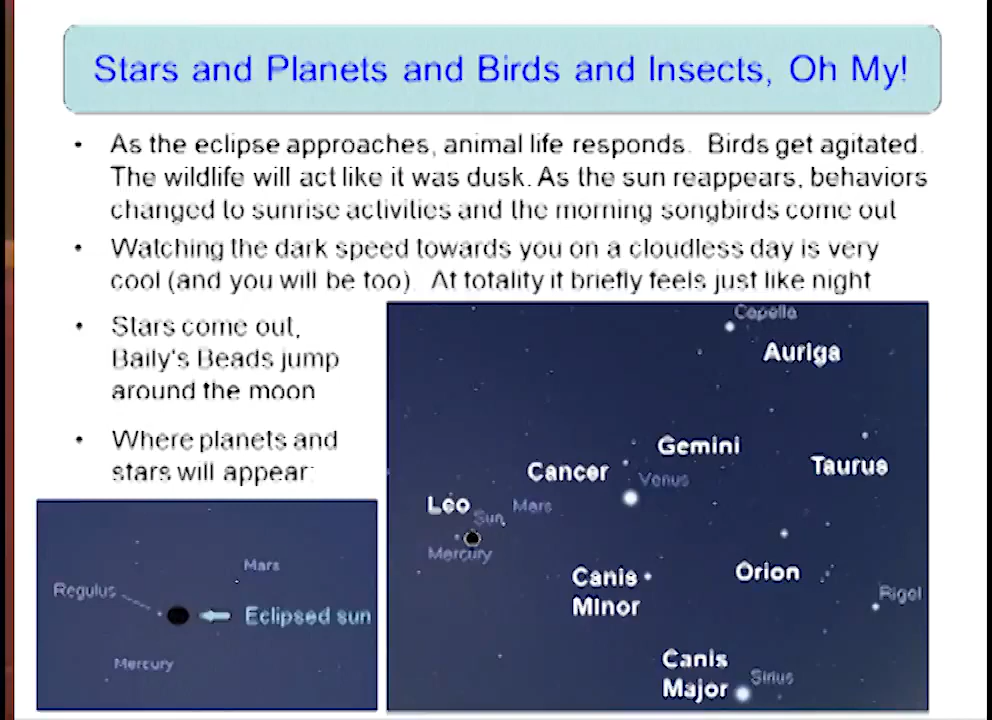 Stars and Planets and Birds and Insects, Oh My!
• As the eclipse approaches, animal life responds. Birds get agitated.
The wildlife will act like it was dusk. As the sun reappears, behaviors
changed to sunrise activities and the morning songbirds come out
• Watching the dark speed towards you on a cloudless day is very
cool (and you will be too). At totality it briefly feels just like night
• Stars come out,
Baily's Beads jump
around the moon
• Where planets and
stars will appear:
Mars
Regulus
Eclipsed sun
Mercury
Capella
Auriga
Gemini
Cancer
Taurus
Venus
Leo
Mars
Sun
Mercury
Orion
Canis
Minor
Rigel
Canis
Major
Sirius